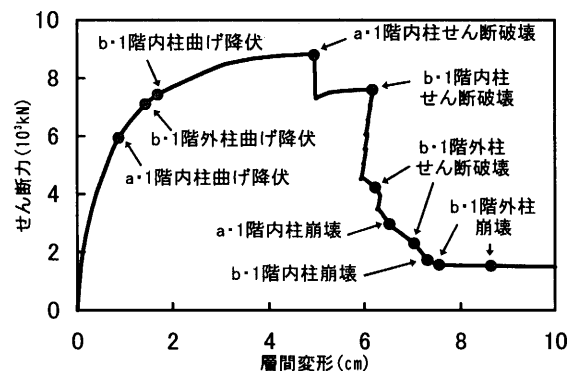 10
8
6
4
2
0
せん断力(10³kN)
b・1階内柱曲げ降伏
b・1階外柱曲げ降伏
a・1階内柱曲げ降伏
a・1階内柱せん断破壊
b・1階内柱
せん断破壊
b・1階外柱
せん断破壊
a・1階内柱崩壊
b・1階外柱
崩壊
b・1階内柱崩壊
0
2
4
6
8
10
層間変形(cm)